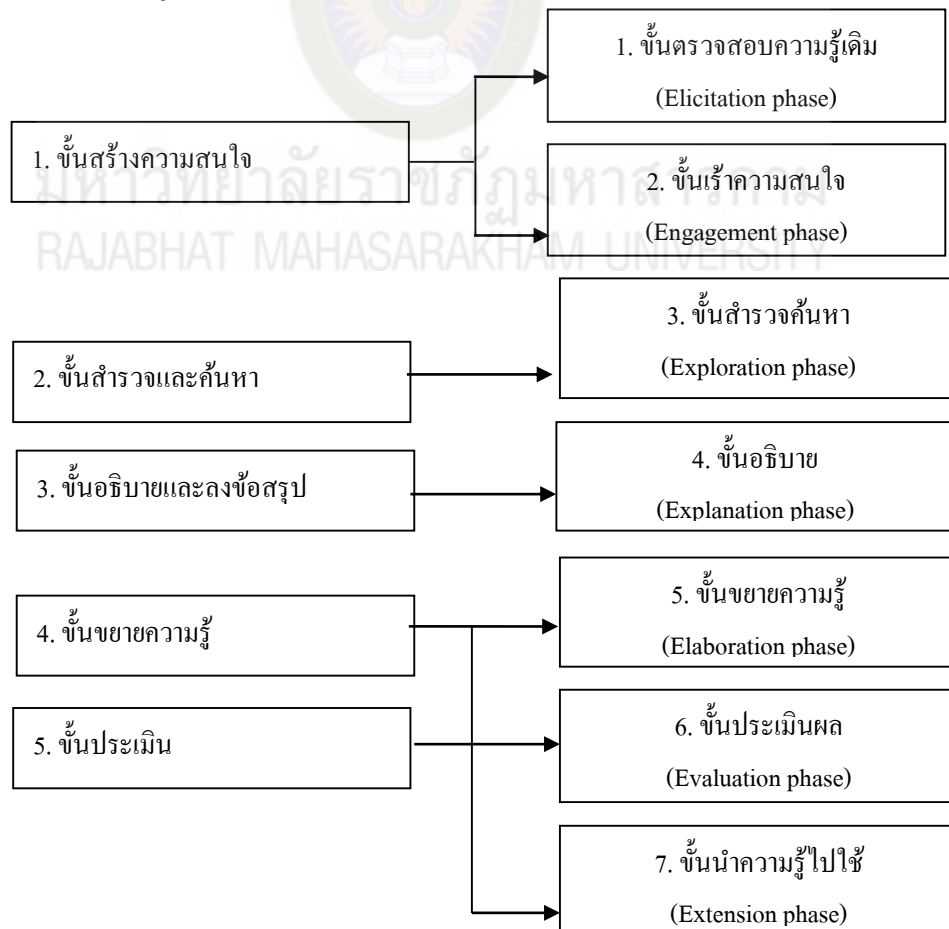 1. ขั้นตรวจสอบความรู้เดิม
(Elicitation phase)
1. ขั้นสร้างความสนใจ
2. ขั้นเร้าความสนใจ
(Engagement phase)
มหาวิทยาลัยราชภัฏมหาสารคาม
RAJABHAT MAHASARAKHAM UNIVERSITY
3. ขั้นสำรวจค้นหา
(Exploration phase)
2. ขั้นสำรวจและค้นหา
4. ขั้นอธิบาย
(Explanation phase)
3. ขั้นอธิบายและลงข้อสรุป
5. ขั้นขยายความรู้
(Elaboration phase)
4. ขั้นขยายความรู้
6. ขั้นประเมินผล
(Evaluation phase)
5. ขั้นประเมิน
7. ขั้นนำความรู้ไปใช้
(Extension phase)